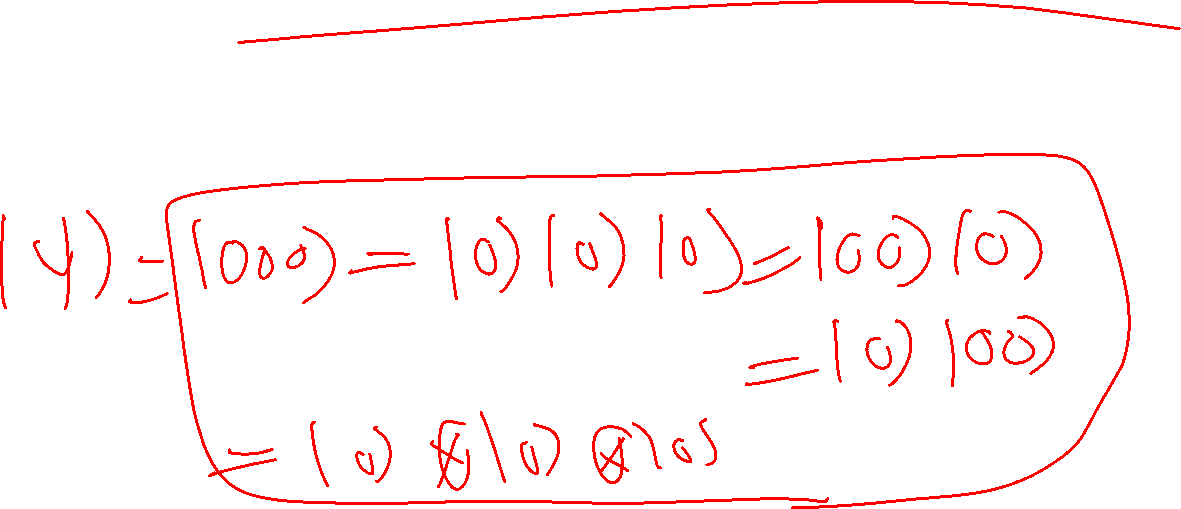 |ψ⟩ = |000⟩ = |0⟩|0⟩|0⟩ = |00⟩|0⟩
= |0⟩|00⟩
= |0⟩ ⊗ |0⟩ ⊗ |0⟩